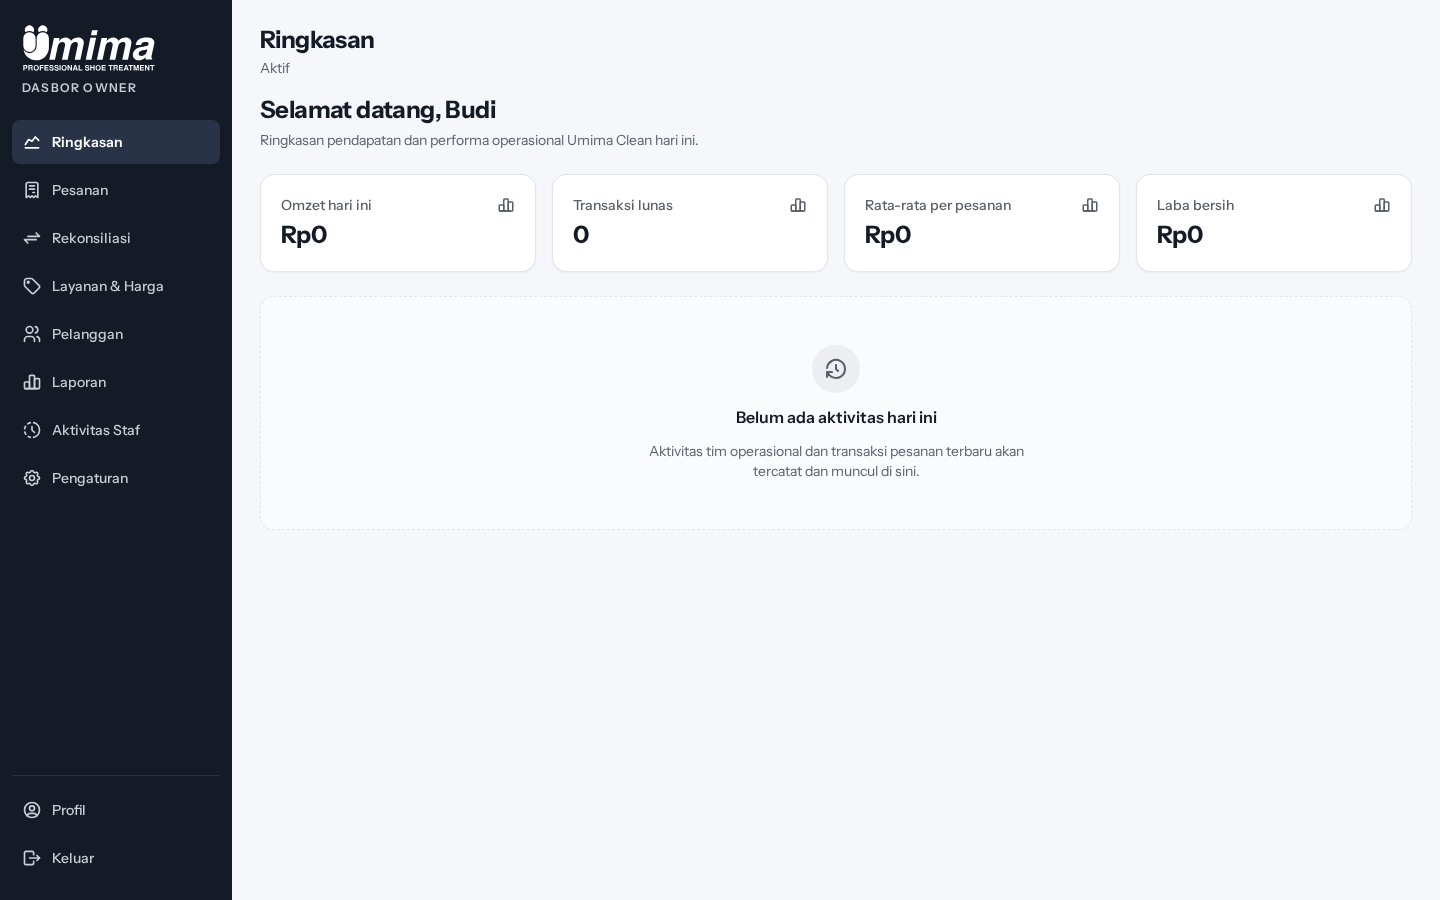 Ümima
PROFESSIONAL SHOE TREATMENT
DASBOR OWNER
Ringkasan
Pesanan
Rekonsiliasi
Layanan & Harga
Pelanggan
Laporan
Aktivitas Staf
Pengaturan
Profil
Keluar
Ringkasan
Aktif
Selamat datang, Budi
Ringkasan pendapatan dan performa operasional Umima Clean hari ini.
Omzet hari ini
Rp0
Transaksi lunas
0
Rata-rata per pesanan
Rp0
Laba bersih
Rp0
Belum ada aktivitas hari ini
Aktivitas tim operasional dan transaksi pesanan terbaru akan
tercatat dan muncul di sini.